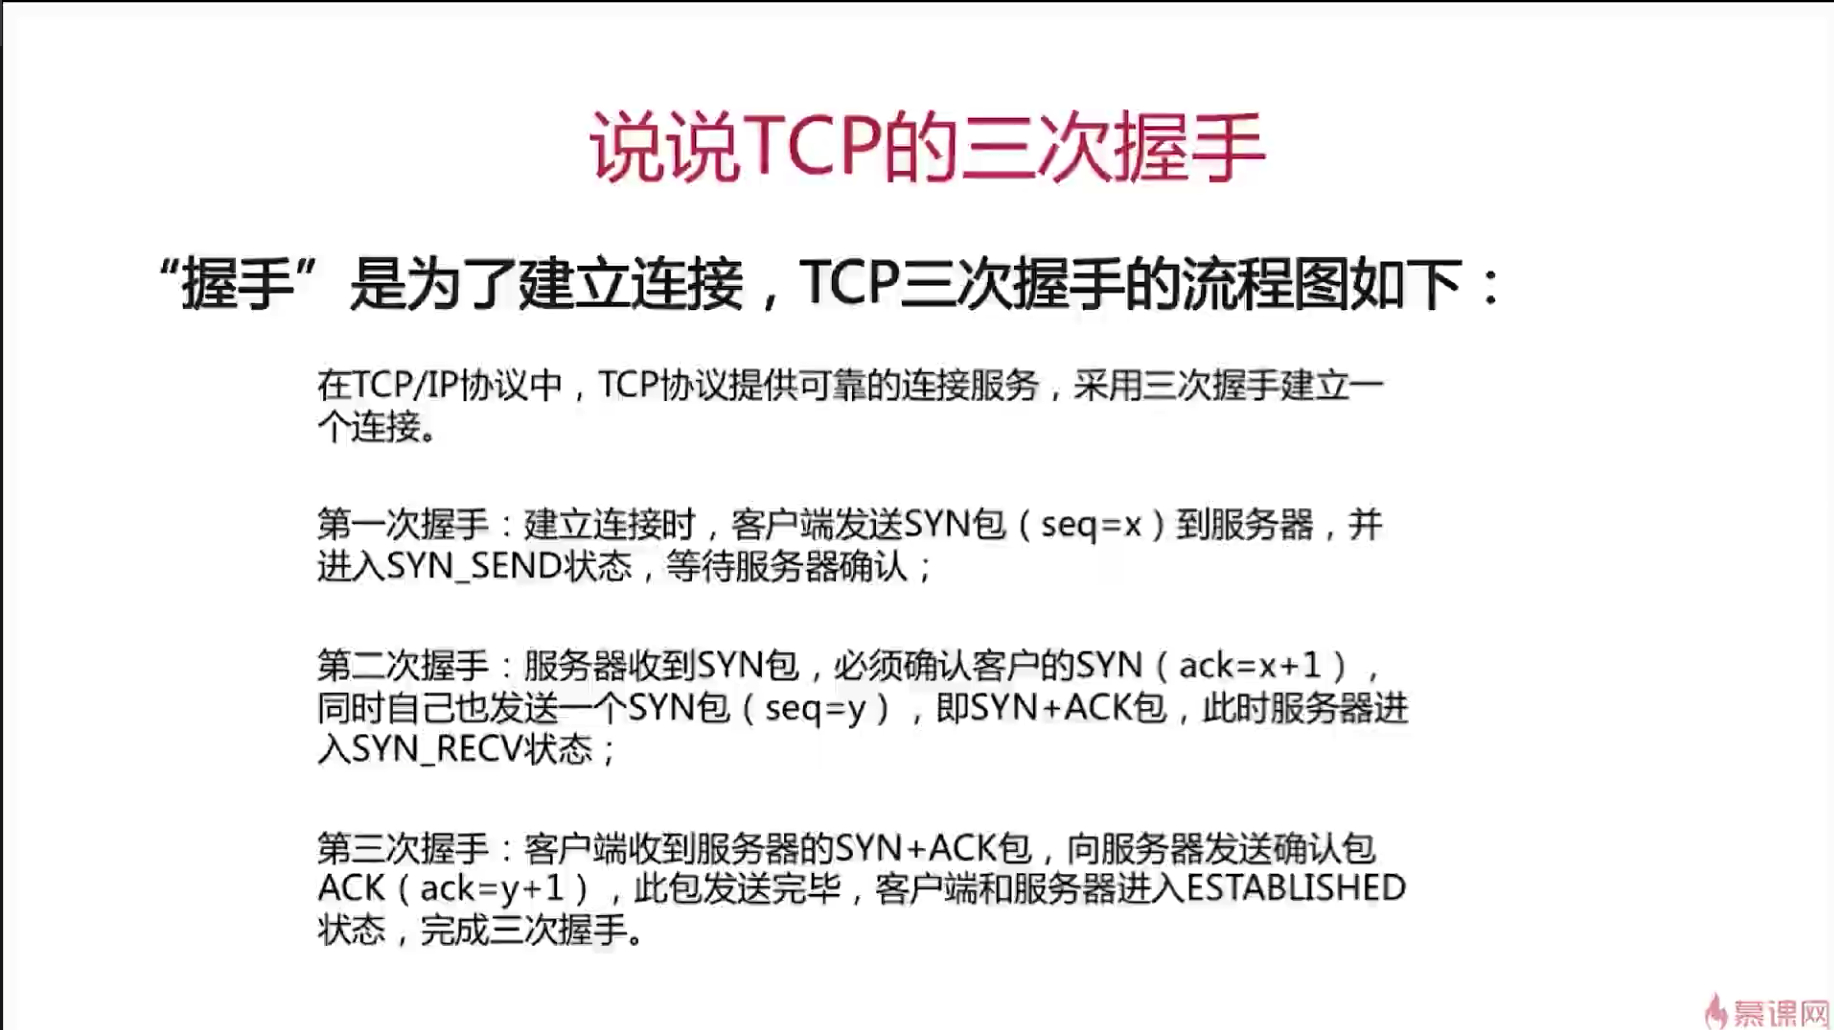 说说TCP的三次握手
“握手”是为了建立连接，TCP三次握手的流程图如下：
在TCP/IP协议中，TCP协议提供可靠的连接服务，采用三次握手建立一
个连接。
第一次握手：建立连接时，客户端发送SYN包（seq=x）到服务器，并
进入SYN_SEND状态，等待服务器确认；
第二次握手：服务器收到SYN包，必须确认客户的SYN（ack=x+1），
同时自己也发送一个SYN包（seq=y），即SYN+ACK包，此时服务器进
入SYN_RECV状态；
第三次握手：客户端收到服务器的SYN+ACK包，向服务器发送确认包
ACK（ack=y+1），此包发送完毕，客户端和服务器进入ESTABLISHED
状态，完成三次握手。
慕课网